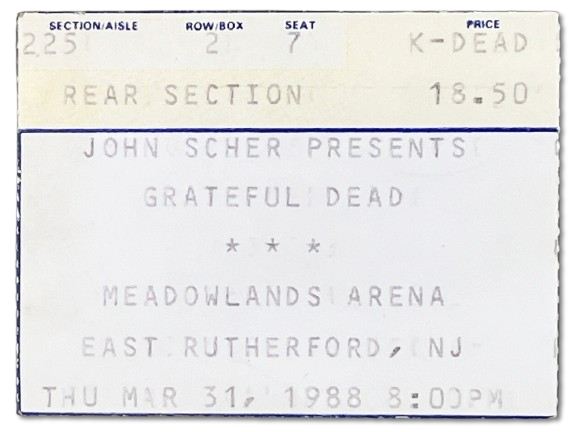 SECTION/AISLE ROW/BOX SEAT PRICE
225 2 7 K-DEAD
REAR SECTION 18.50
JOHN SCHER PRESENTS
GRATEFUL DEAD
* * *
MEADOWLANDS ARENA
EAST RUTHERFORD, NJ
THU MAR 31, 1988 8:00PM